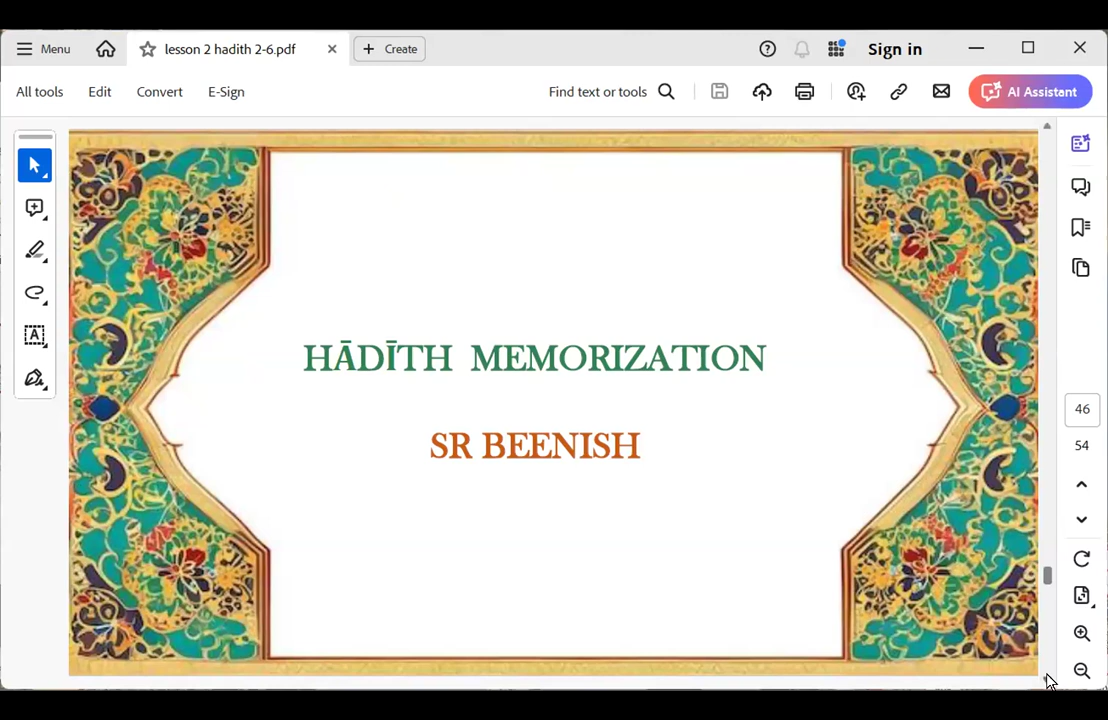 Menu
lesson 2 hadith 2-6.pdf
Create
Sign in
All tools
Edit
Convert
E-Sign
Find text or tools
AI Assistant
HĀDĪTH MEMORIZATION
SR BEENISH
46
54